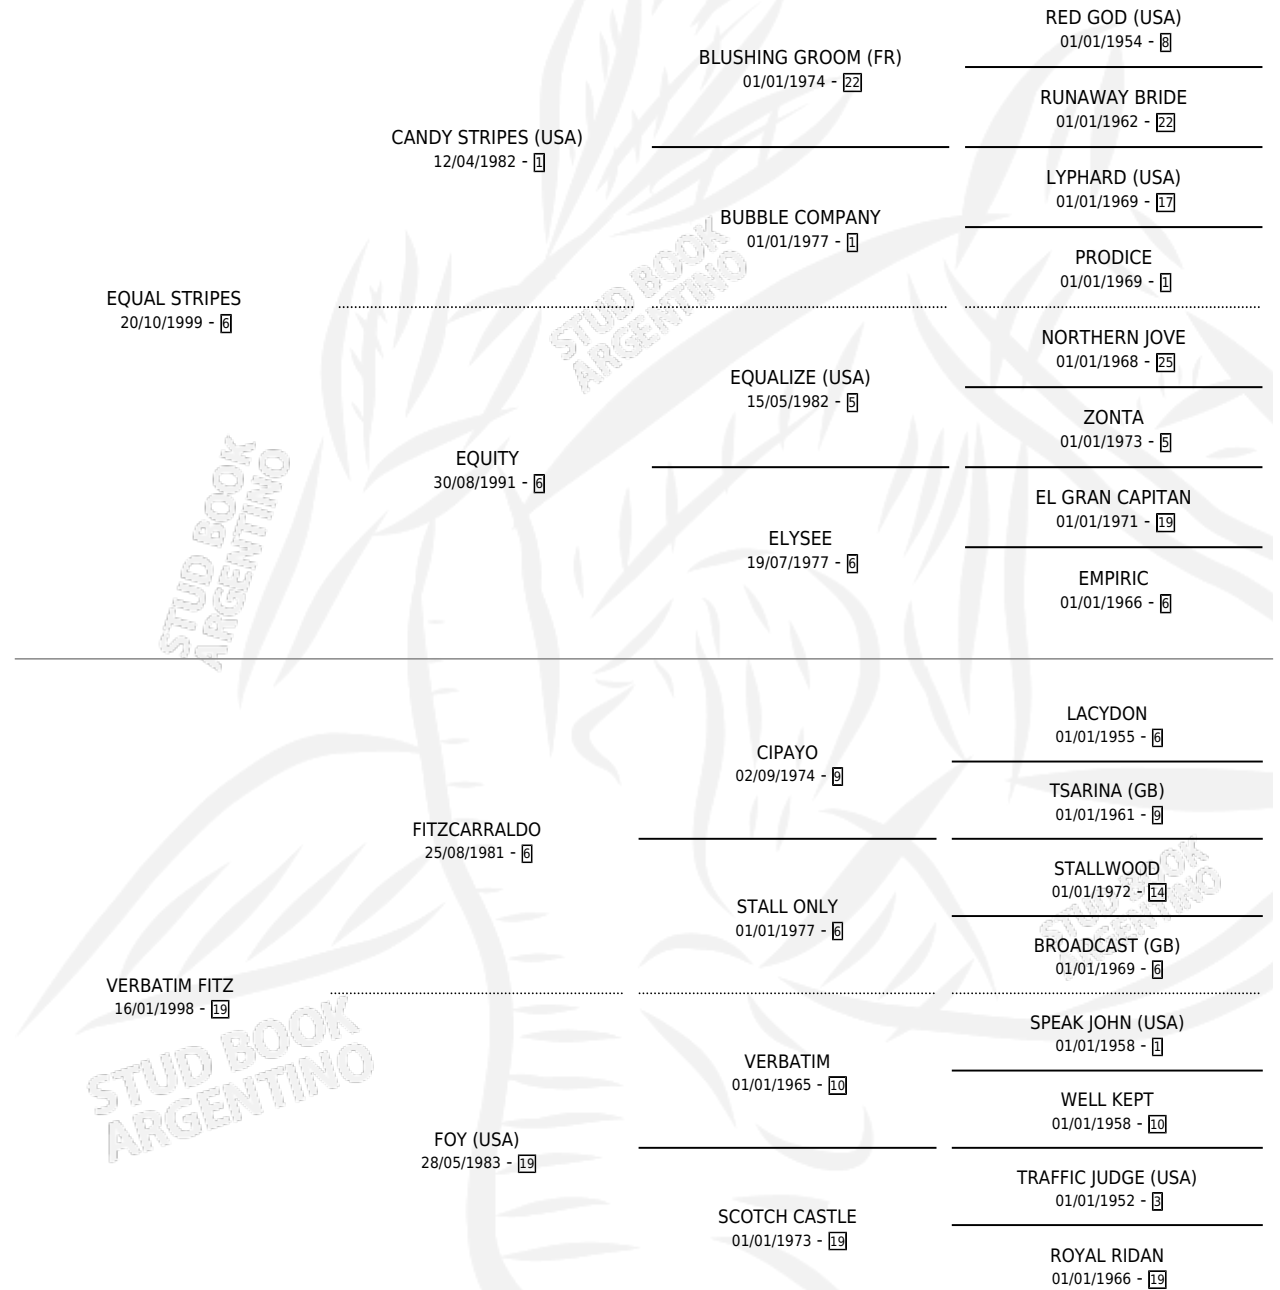 RED GOD (USA)
01/01/1954 - 8
BLUSHING GROOM (FR)
01/01/1974 - 22
RUNAWAY BRIDE
01/01/1962 - 22
CANDY STRIPES (USA)
12/04/1982 - 1
LYPHARD (USA)
01/01/1969 - 17
BUBBLE COMPANY
01/01/1977 - 1
PRODICE
01/01/1969 - 1
EQUAL STRIPES
20/10/1999 - 6
STUD BOOK
ARGENTINO
NORTHERN JOVE
01/01/1968 - 25
EQUALIZE (USA)
15/05/1982 - 5
ZONTA
01/01/1973 - 5
EQUITY
30/08/1991 - 6
EL GRAN CAPITAN
01/01/1971 - 19
ELYSEE
19/07/1977 - 6
EMPIRIC
01/01/1966 - 6
STUD BOOK
ARGENTINO
LACYDON
01/01/1955 - 6
CIPAYO
02/09/1974 - 9
TSARINA (GB)
01/01/1961 - 9
FITZCARRALDO
25/08/1981 - 6
STALLWOOD
01/01/1972 - 14
STALL ONLY
01/01/1977 - 6
BROADCAST (GB)
01/01/1969 - 6
STUD BOOK
ARGENTINO
VERBATIM FITZ
16/01/1998 - 19
STUD BOOK
ARGENTINO
SPEAK JOHN (USA)
01/01/1958 - 1
VERBATIM
01/01/1965 - 10
WELL KEPT
01/01/1958 - 10
FOY (USA)
28/05/1983 - 19
TRAFFIC JUDGE (USA)
01/01/1952 - 3
SCOTCH CASTLE
01/01/1973 - 19
ROYAL RIDAN
01/01/1966 - 19